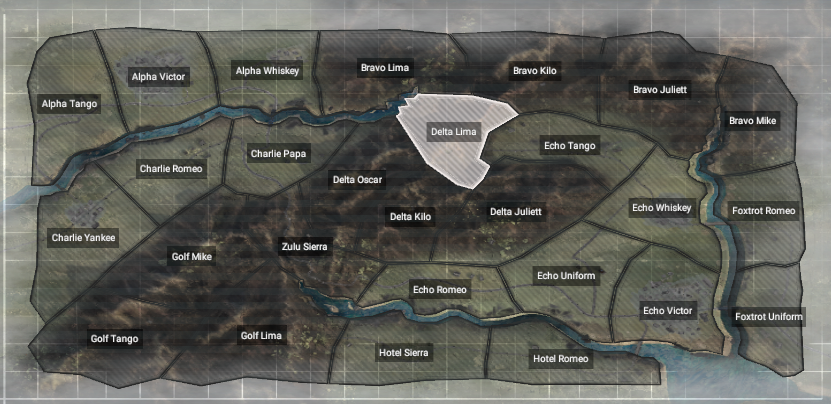 Bravo Lima
Bravo Kilo
Alpha Whiskey
Alpha Victor
Bravo Juliett
Alpha Tango
Bravo Mike
Delta Lima
Echo Tango
Charlie Papa
Charlie Romeo
Delta Oscar
Echo Whiskey
Foxtrot Romeo
Delta Juliett
Delta Kilo
Charlie Yankee
Zulu Sierra
Golf Mike
Echo Uniform
Echo Romeo
Echo Victor
Foxtrot Uniform
Golf Lima
Golf Tango
Hotel Sierra
Hotel Romeo